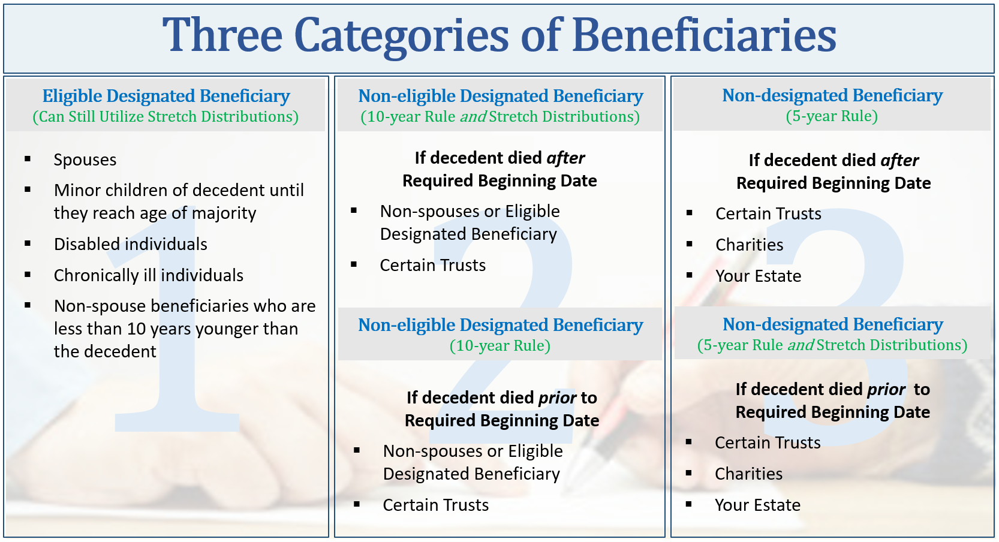 Three Categories of Beneficiaries
1
Eligible Designated Beneficiary
(Can Still Utilize Stretch Distributions)
▪ Spouses
▪ Minor children of decedent until
they reach age of majority
▪ Disabled individuals
▪ Chronically ill individuals
▪ Non-spouse beneficiaries who are
less than 10 years younger than
the decedent
2
Non-eligible Designated Beneficiary
(10-year Rule and Stretch Distributions)
If decedent died after
Required Beginning Date
▪ Non-spouses or Eligible
Designated Beneficiary
▪ Certain Trusts
Non-eligible Designated Beneficiary
(10-year Rule)
If decedent died prior to
Required Beginning Date
▪ Non-spouses or Eligible
Designated Beneficiary
▪ Certain Trusts
3
Non-designated Beneficiary
(5-year Rule)
If decedent died after
Required Beginning Date
▪ Certain Trusts
▪ Charities
▪ Your Estate
Non-designated Beneficiary
(5-year Rule and Stretch Distributions)
If decedent died prior to
Required Beginning Date
▪ Certain Trusts
▪ Charities
▪ Your Estate